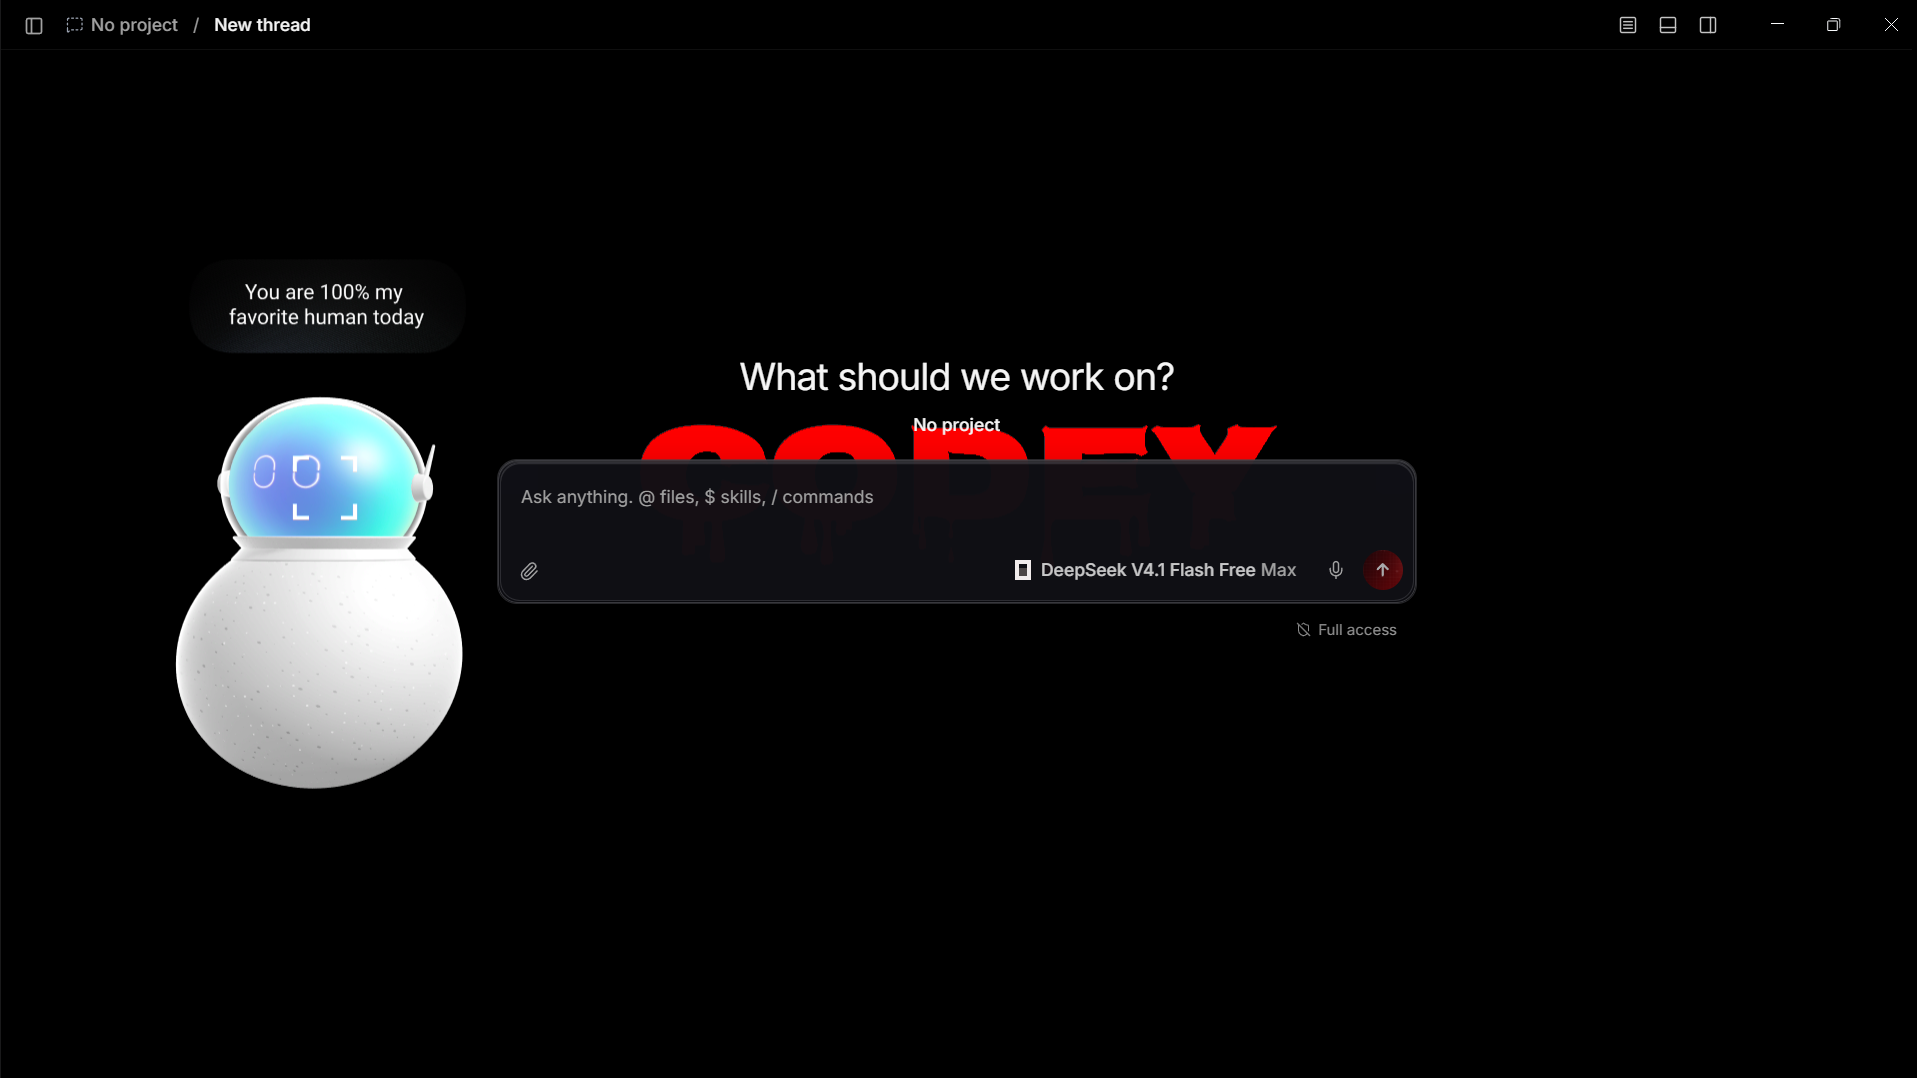 No project / New thread
You are 100% my
favorite human today
What should we work on?
No project
Ask anything. @ files, $ skills, / commands
DeepSeek V4.1 Flash Free Max
Full access